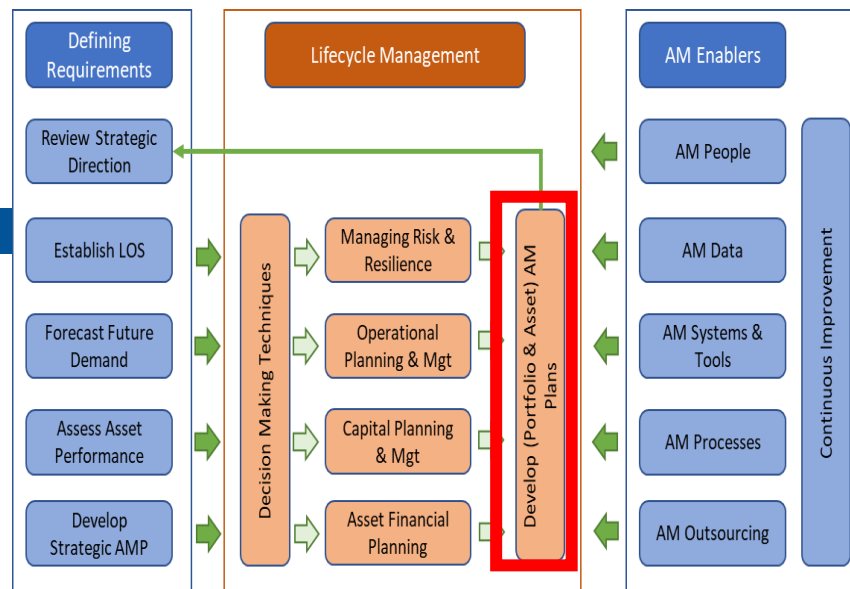 Defining
Requirements
Review Strategic
Direction
Establish LOS
Forecast Future
Demand
Assess Asset
Performance
Develop
Strategic AMP
Lifecycle Management
Decision Making Techniques
Managing Risk &
Resilience
Operational
Planning & Mgt
Capital Planning
& Mgt
Asset Financial
Planning
Develop (Portfolio & Asset) AM
Plans
AM Enablers
AM People
AM Data
AM Systems &
Tools
AM Processes
AM Outsourcing
Continuous Improvement